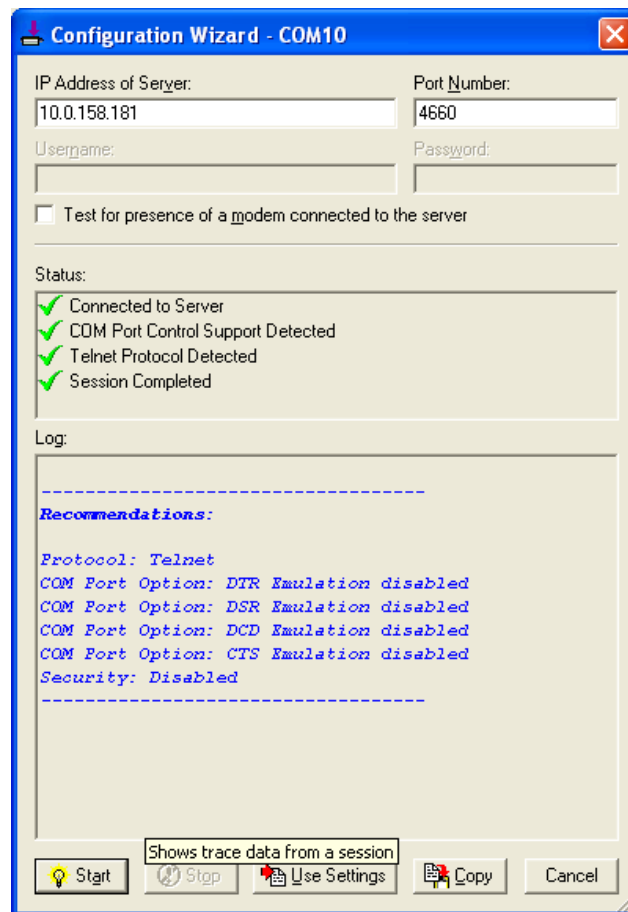 Configuration Wizard - COM10
IP Address of Server: Port Number:
10.0.158.181 4660
Username: Password:
Test for presence of a modem connected to the server
Status:
Connected to Server
COM Port Control Support Detected
Telnet Protocol Detected
Session Completed
Log:
-----------------------------------
Recommendations:
Protocol: Telnet
COM Port Option: DTR Emulation disabled
COM Port Option: DSR Emulation disabled
COM Port Option: DCD Emulation disabled
COM Port Option: CTS Emulation disabled
Security: Disabled
-----------------------------------
Shows trace data from a session
Start Stop Use Settings Copy Cancel